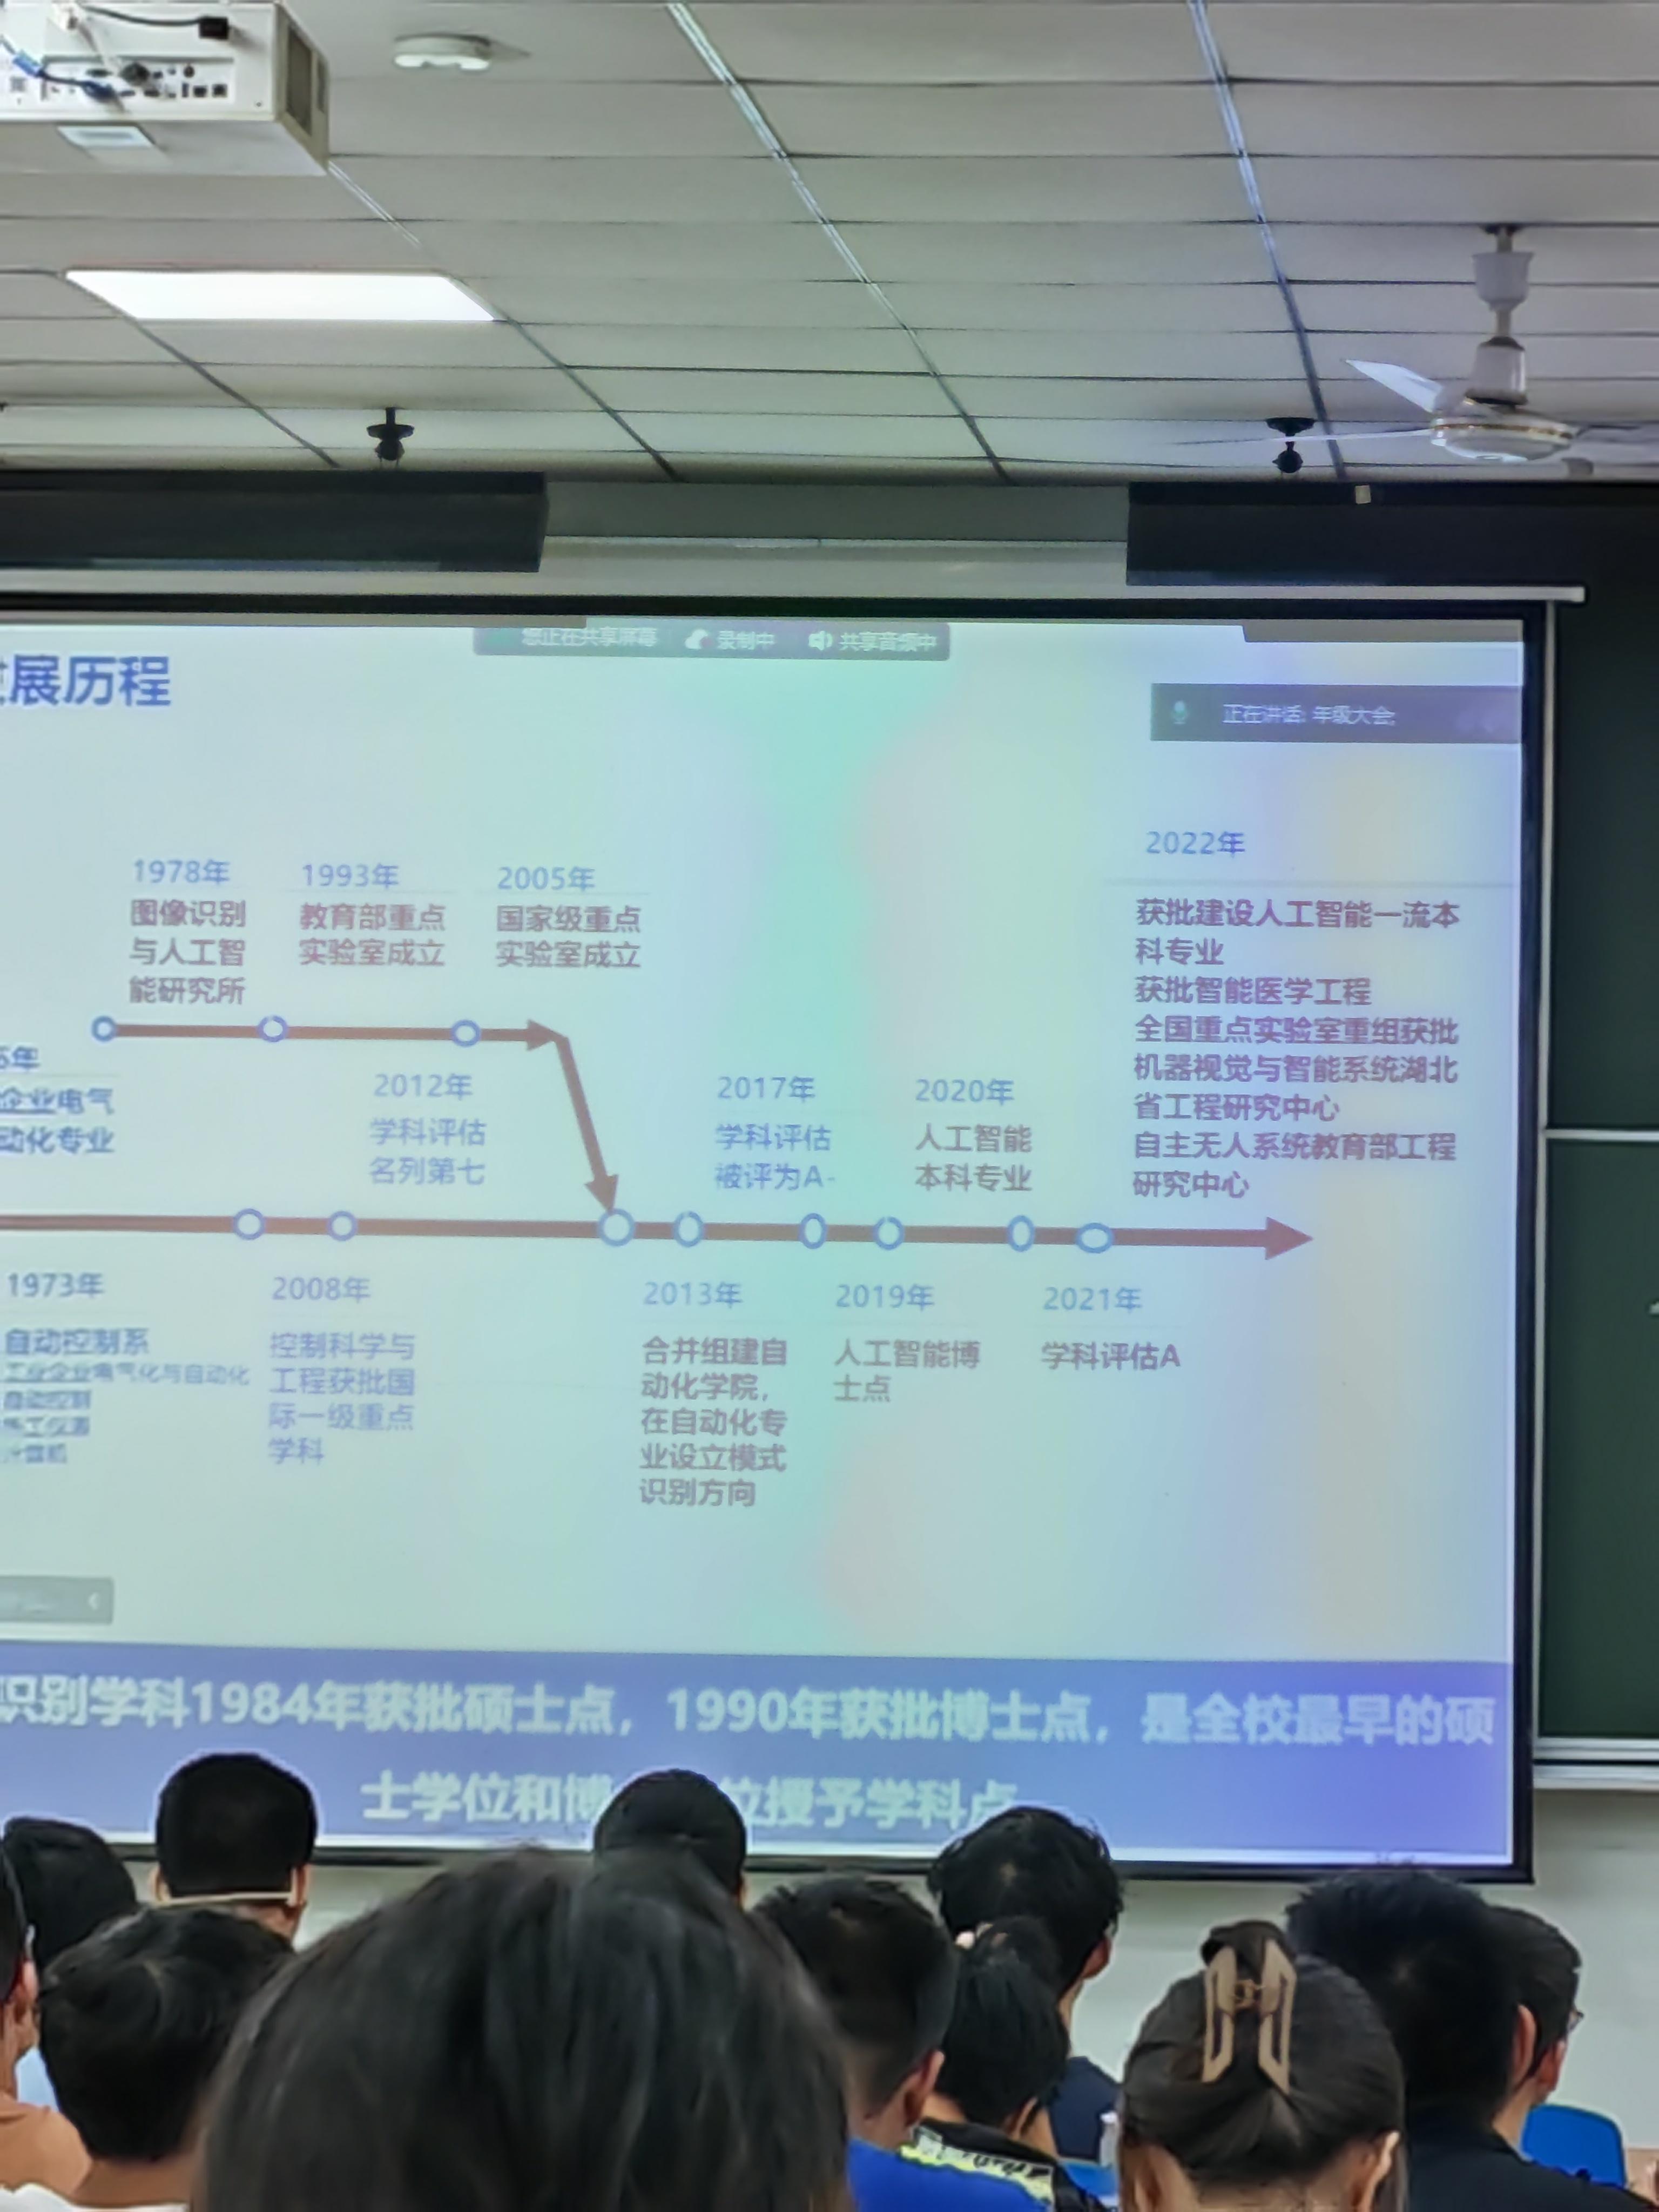 您正在共享屏幕 录制中 共享音频中
展历程
正在讲话: 年级大会;
2022年
获批建设人工智能一流本
科专业
获批智能医学工程
全国重点实验室重组获批
机器视觉与智能系统湖北
省工程研究中心
自主无人系统教育部工程
研究中心
1978年
图像识别
与人工智
能研究所
1993年
教育部重点
实验室成立
2005年
国家级重点
实验室成立
年
企业电气
动化专业
2012年
学科评估
名列第七
2017年
学科评估
被评为A-
2020年
人工智能
本科专业
1973年
自动控制系
工业企业电气化与自动化
自动控制
2008年
控制科学与
工程获批国
际一级重点
学科
2013年
合并组建自
动化学院,
在自动化专
业设立模式
识别方向
2019年
人工智能博
士点
2021年
学科评估A
识别学科1984年获批硕士点，1990年获批博士点，是全校最早的硕
士学位和博 位授予学科点